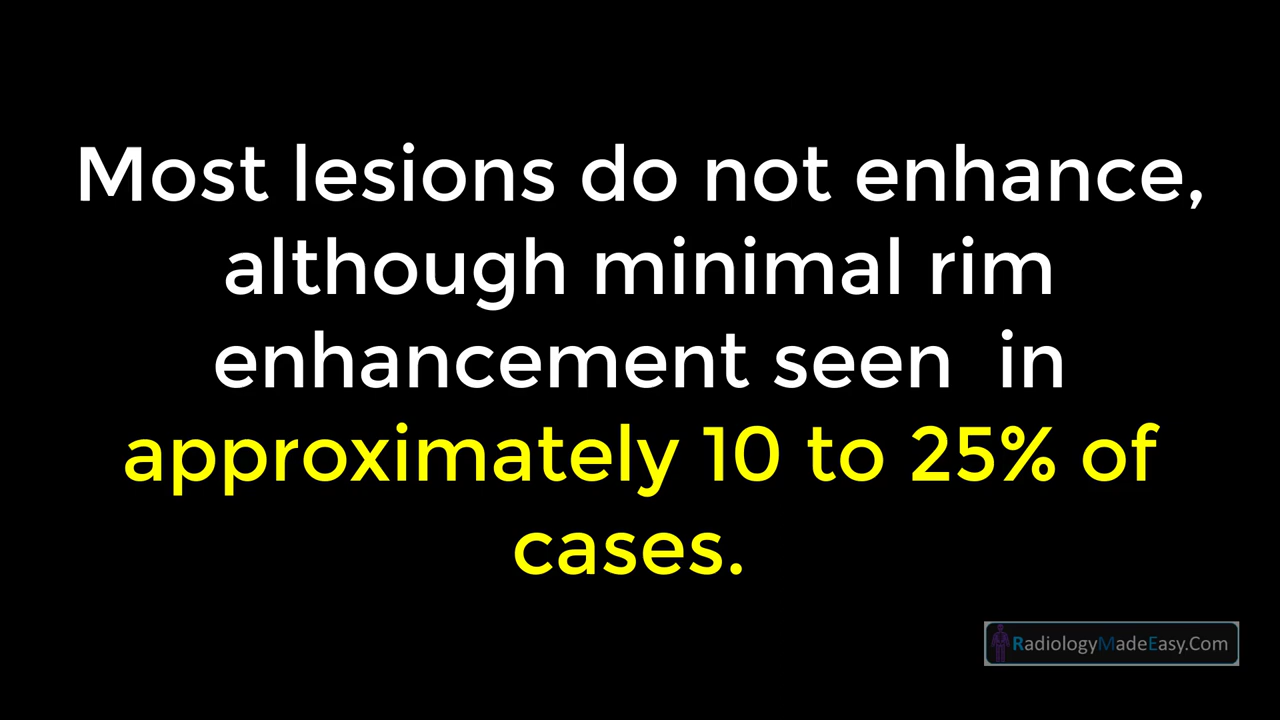 Most lesions do not enhance,
although minimal rim
enhancement seen in
approximately 10 to 25% of
cases.
RadiologyMadeEasy.Com